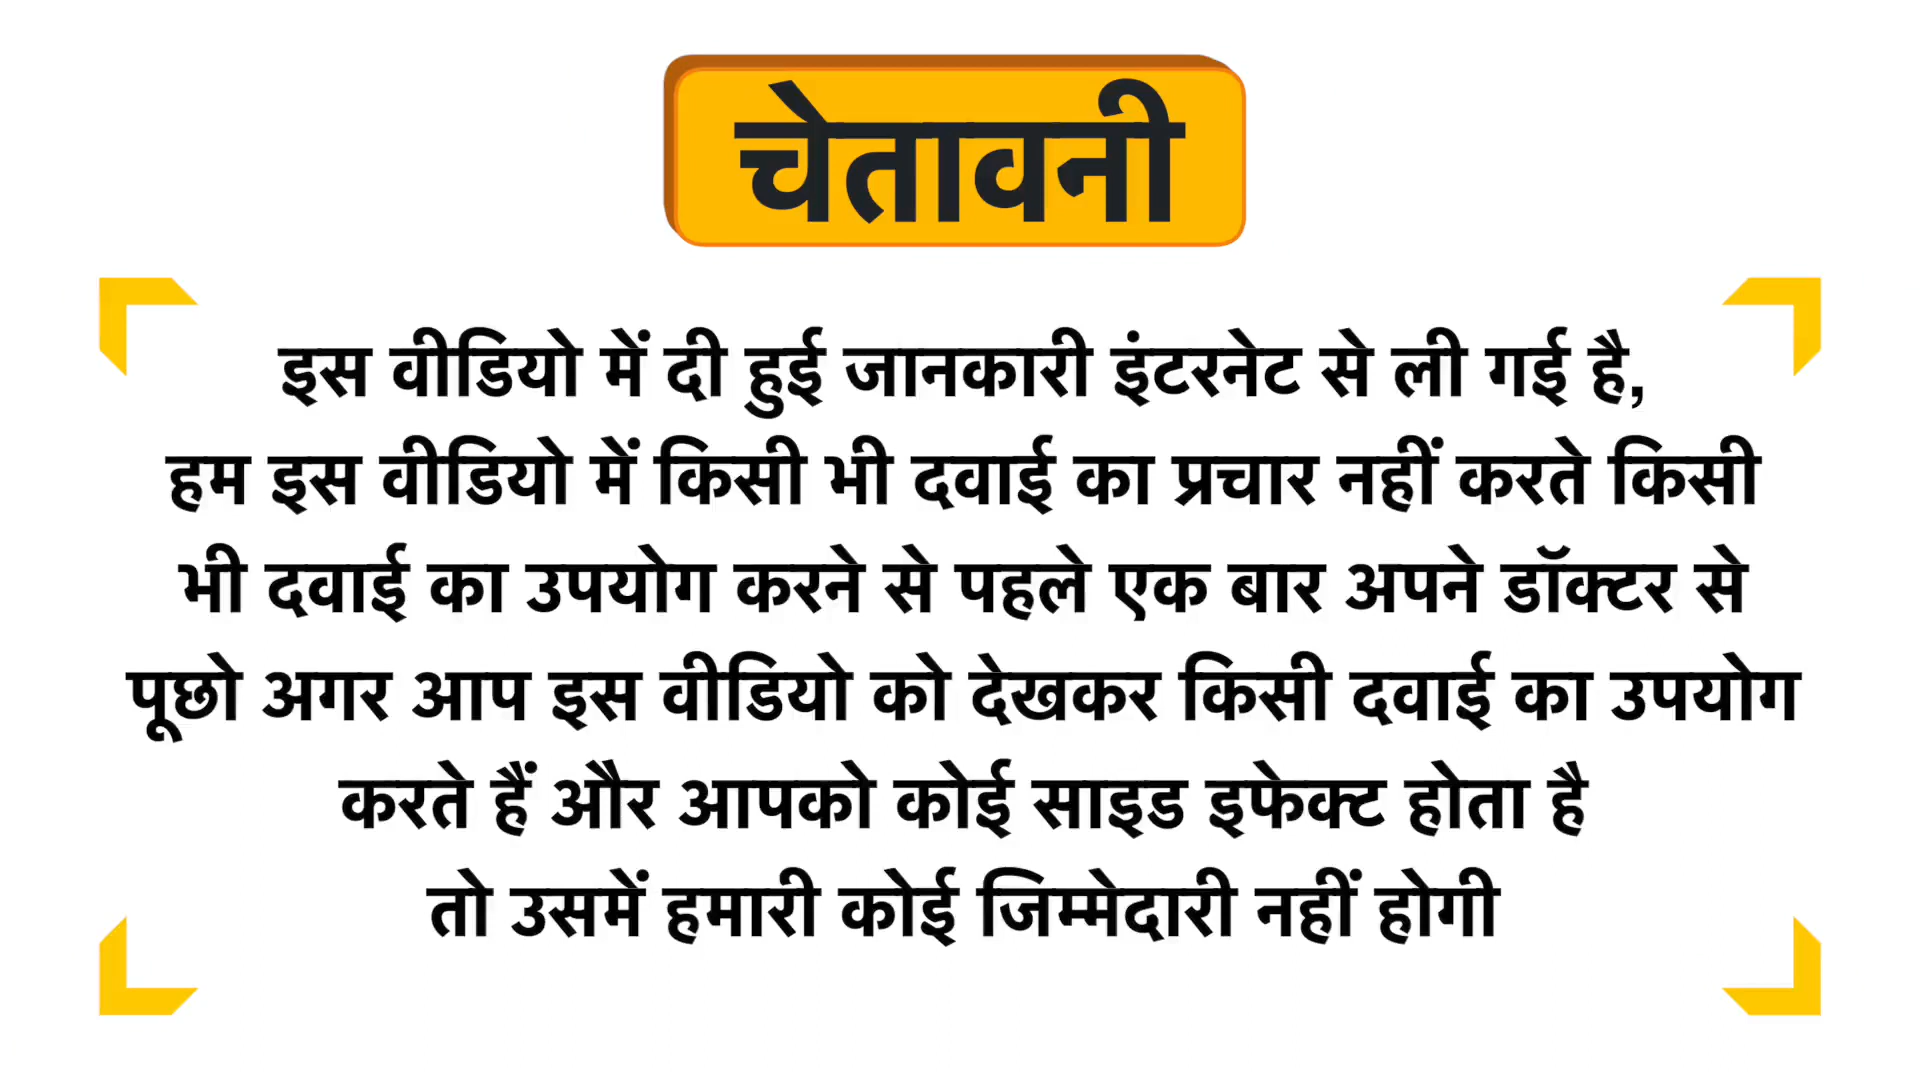 चेतावनी
इस वीडियो में दी हुई जानकारी इंटरनेट से ली गई है,
हम इस वीडियो में किसी भी दवाई का प्रचार नहीं करते किसी
भी दवाई का उपयोग करने से पहले एक बार अपने डॉक्टर से
पूछो अगर आप इस वीडियो को देखकर किसी दवाई का उपयोग
करते हैं और आपको कोई साइड इफेक्ट होता है
तो उसमें हमारी कोई जिम्मेदारी नहीं होगी